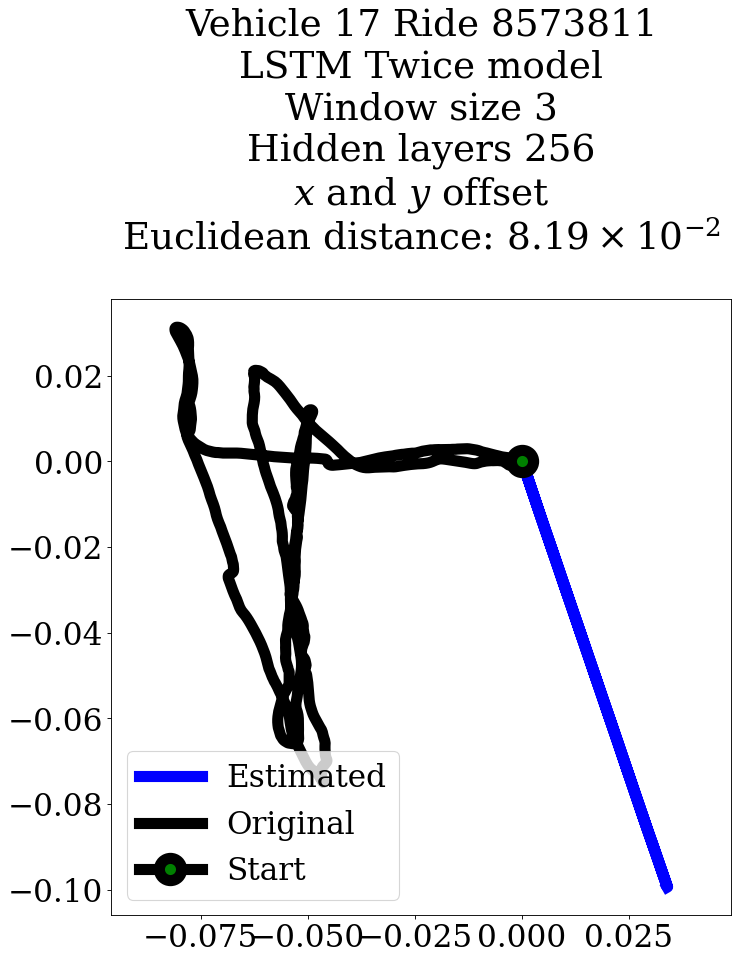 Vehicle 17 Ride 8573811
LSTM Twice model
Window size 3
Hidden layers 256
x and y offset
Euclidean distance: 8.19 × 10⁻²
0.02
0.00
−0.02
−0.04
−0.06
−0.08
−0.10
Estimated
Original
Start
−0.075 −0.050 −0.025 0.000 0.025